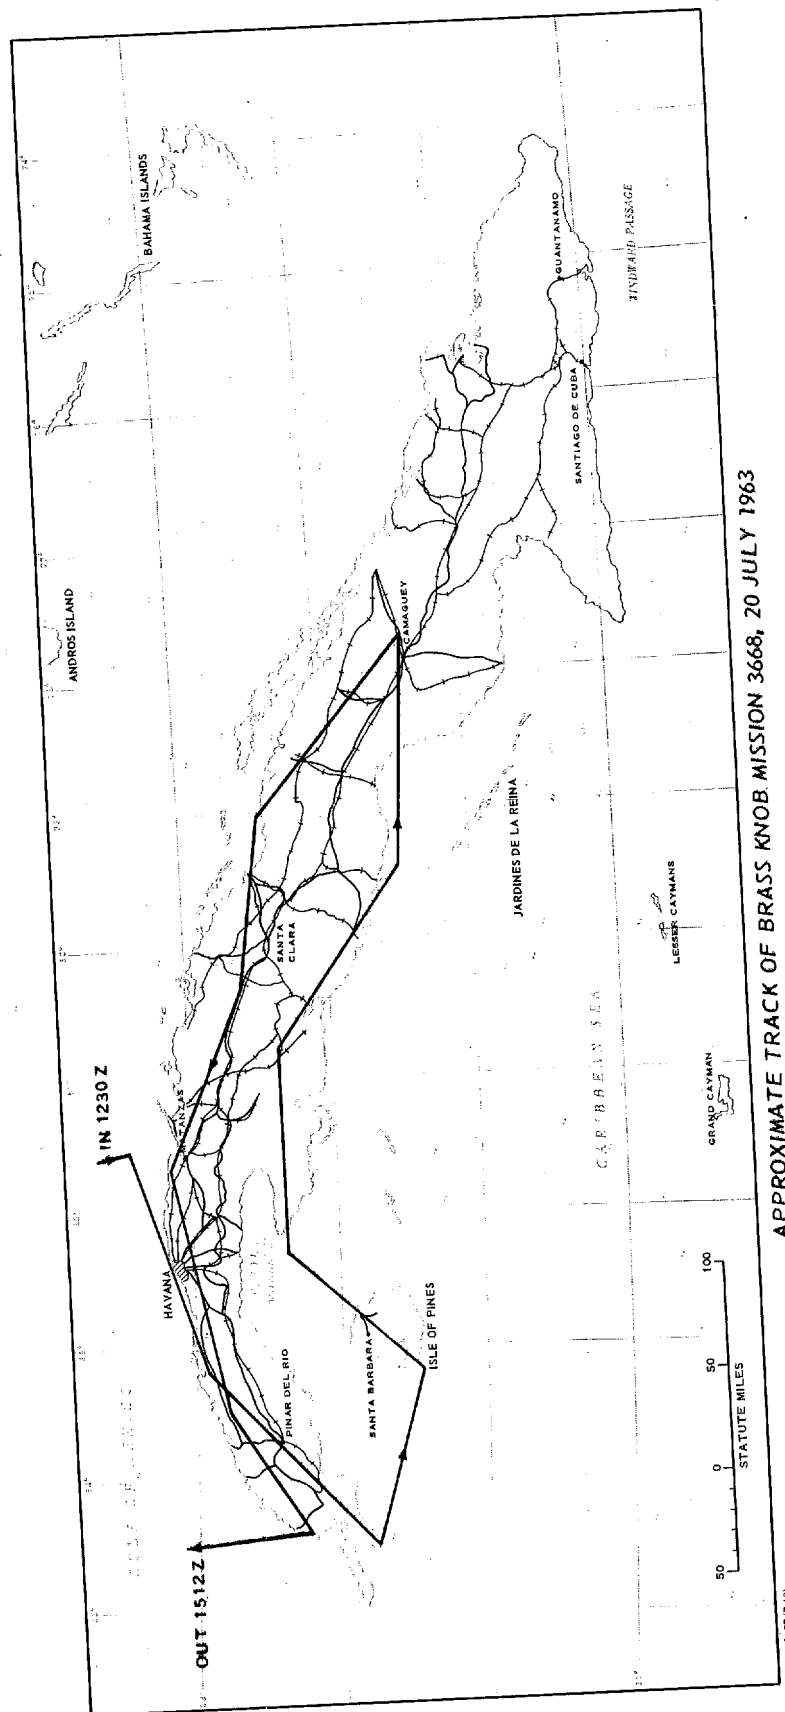 BAHAMA ISLANDS
ANDROS ISLAND
IN 1230 Z
HAVANA
SANTA
CLARA
CAMAGUEY
GUANTANAMO
SANTIAGO DE CUBA
WINDWARD PASSAGE
PINAR DEL RIO
SANTA BARBARA
ISLE OF PINES
JARDINES DE LA REINA
LESSER CAYMANS
GRAND CAYMAN
CARIBBEAN SEA
OUT 1512 Z
50 0 50 100
STATUTE MILES
APPROXIMATE TRACK OF BRASS KNOB MISSION 3668, 20 JULY 1963